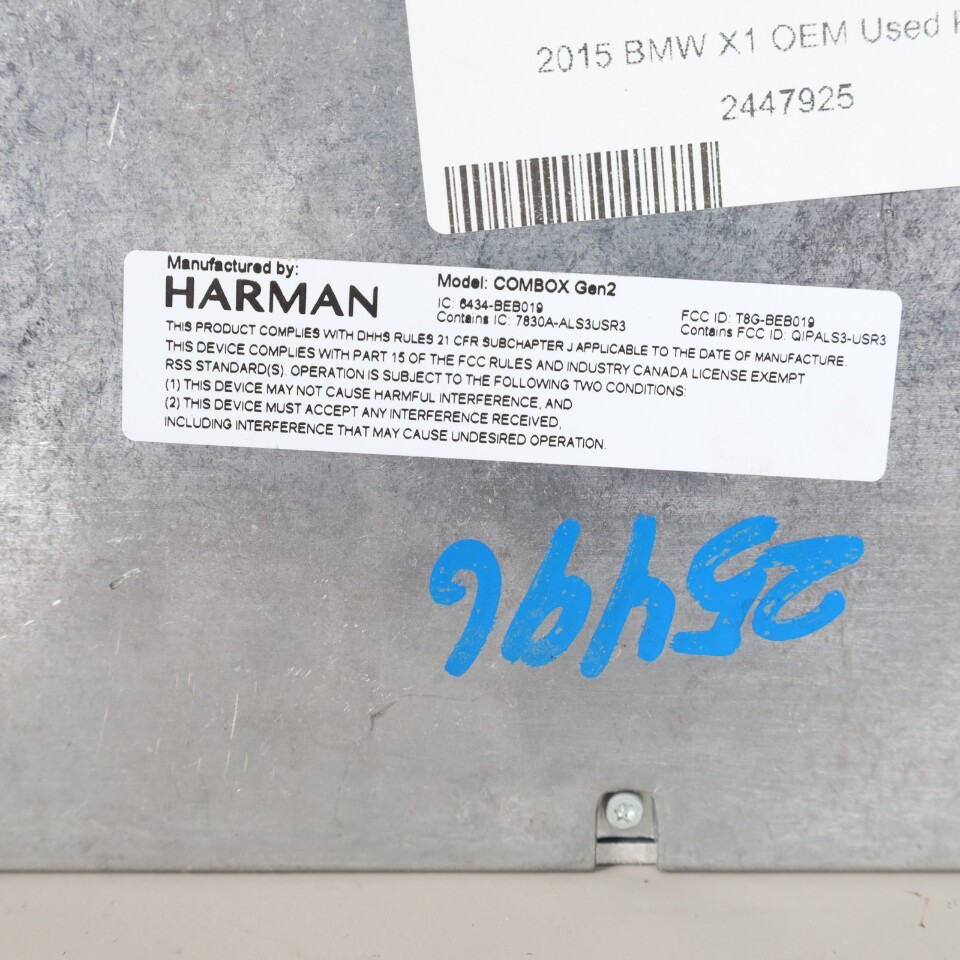 2015 BMW X1 OEM Used
2447925
Manufactured by:
HARMAN
Model: COMBOX Gen2
IC: 6434-BEB019
Contains IC: 7830A-ALS3USR3
FCC ID: T8G-BEB019
Contains FCC ID: QIPALS3-USR3
THIS PRODUCT COMPLIES WITH DHHS RULES 21 CFR SUBCHAPTER J APPLICABLE TO THE DATE OF MANUFACTURE.
THIS DEVICE COMPLIES WITH PART 15 OF THE FCC RULES AND INDUSTRY CANADA LICENSE EXEMPT
RSS STANDARD(S). OPERATION IS SUBJECT TO THE FOLLOWING TWO CONDITIONS:
(1) THIS DEVICE MAY NOT CAUSE HARMFUL INTERFERENCE, AND
(2) THIS DEVICE MUST ACCEPT ANY INTERFERENCE RECEIVED,
INCLUDING INTERFERENCE THAT MAY CAUSE UNDESIRED OPERATION.
25496